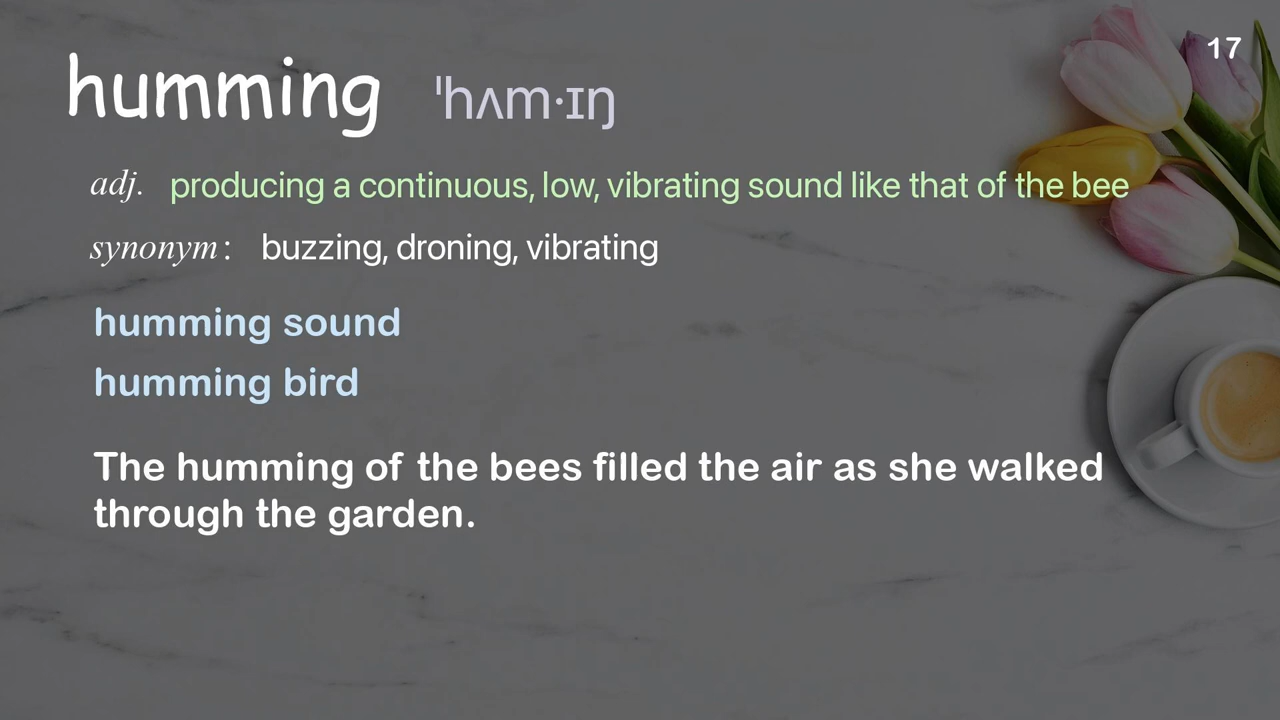 17
humming ˈhʌm·ɪŋ
adj. producing a continuous, low, vibrating sound like that of the bee
synonym: buzzing, droning, vibrating
humming sound
humming bird
The humming of the bees filled the air as she walked
through the garden.